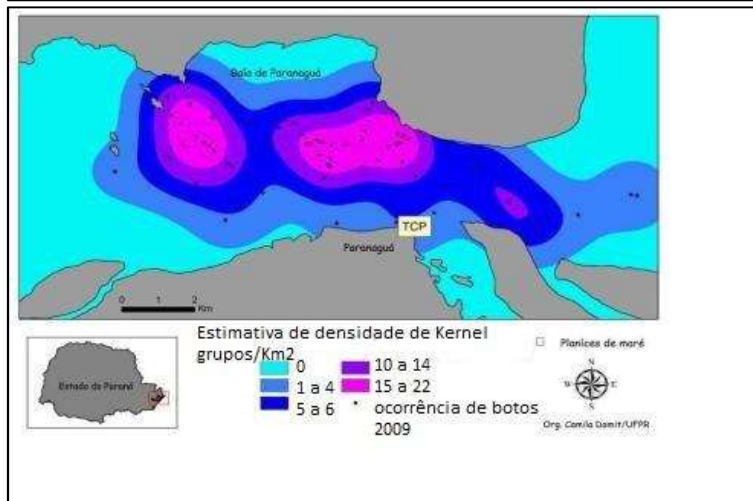 Baía de Paranaguá
TCP
Paranaguá
0 1 2
Km
Estimativa de densidade de Kernel
grupos/Km2
0
1 a 4
5 a 6
10 a 14
15 a 22
ocorrência de botos
2009
Planices de maré
Estado do Paraná
N
W E
S
Org. Camila Domit/UFPR